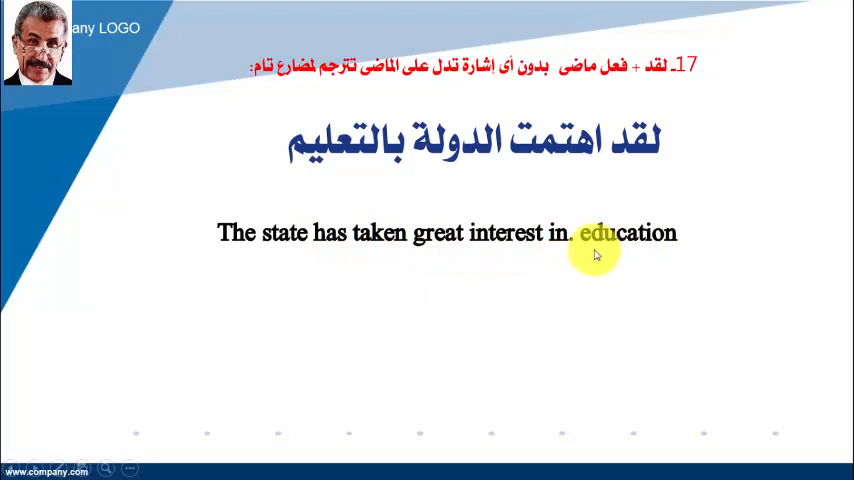 any LOGO
17ـ لقد + فعل ماضى بدون أى إشارة تدل على الماضى تترجم لمضارع تام:
لقد اهتمت الدولة بالتعليم
The state has taken great interest in. education
www.company.com